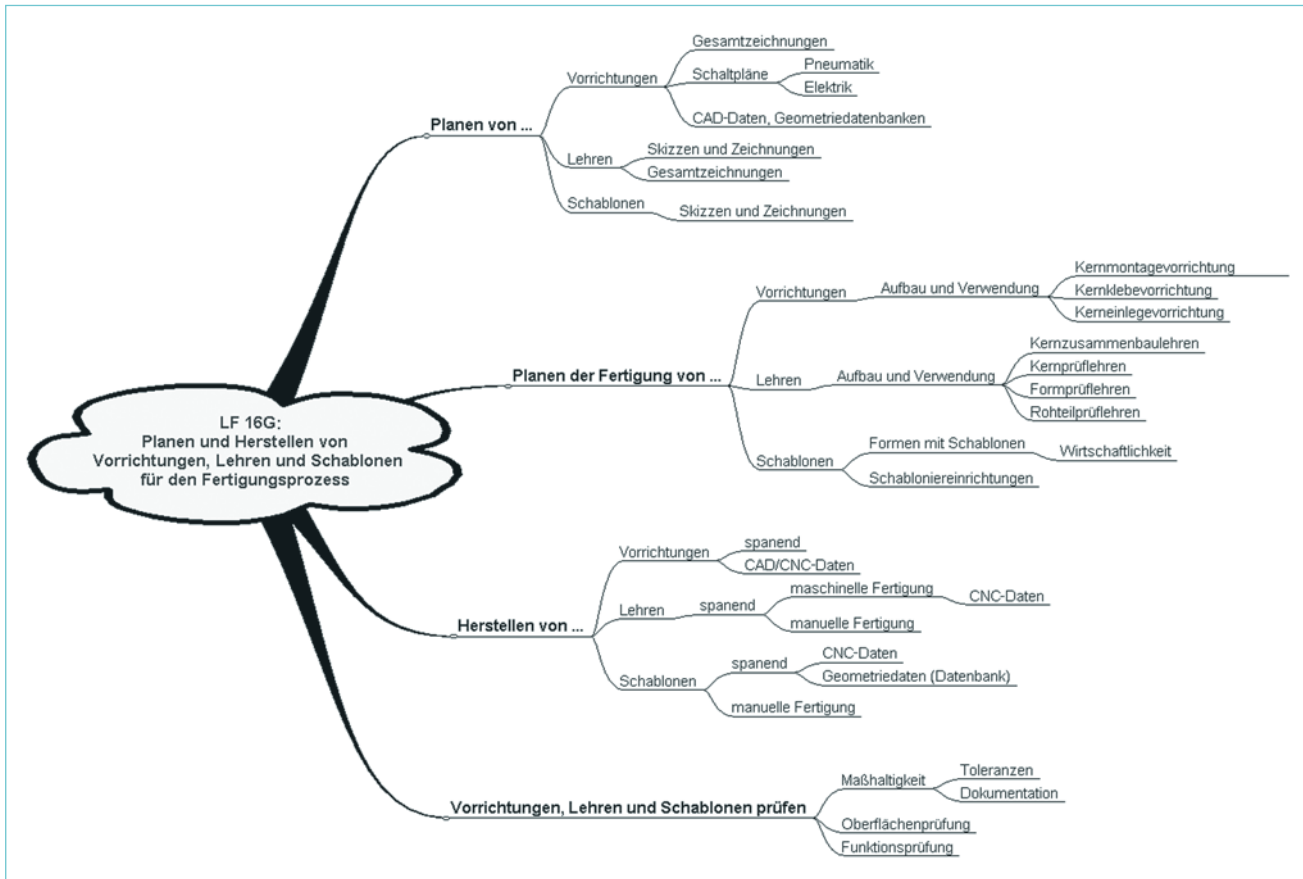 LF 16G:
Planen und Herstellen von
Vorrichtungen, Lehren und Schablonen
für den Fertigungsprozess
Planen von ...
Vorrichtungen
Gesamtzeichnungen
Schaltpläne
Pneumatik
Elektrik
CAD-Daten, Geometriedatenbanken
Lehren
Skizzen und Zeichnungen
Gesamtzeichnungen
Schablonen
Skizzen und Zeichnungen
Planen der Fertigung von ...
Vorrichtungen
Aufbau und Verwendung
Kernmontagevorrichtung
Kernklebevorrichtung
Kerneinlegevorrichtung
Lehren
Aufbau und Verwendung
Kernzusammenbaulehren
Kernprüflehren
Formprüflehren
Rohteilprüflehren
Schablonen
Formen mit Schablonen
Wirtschaftlichkeit
Schabloniereinrichtungen
Herstellen von ...
Vorrichtungen
spanend
CAD/CNC-Daten
Lehren
spanend
maschinelle Fertigung
CNC-Daten
manuelle Fertigung
Schablonen
spanend
CNC-Daten
Geometriedaten (Datenbank)
manuelle Fertigung
Vorrichtungen, Lehren und Schablonen prüfen
Maßhaltigkeit
Toleranzen
Dokumentation
Oberflächenprüfung
Funktionsprüfung